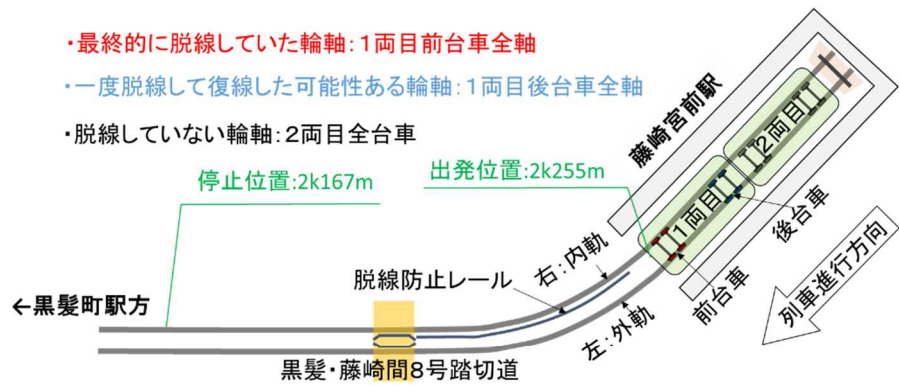 ・最終的に脱線していた輪軸:1両目前台車全軸
・一度脱線して復線した可能性ある輪軸:1両目後台車全軸
・脱線していない輪軸:2両目全台車
藤崎宮前駅
停止位置:2k167m
出発位置:2k255m
2両目
1両目
後台車
前台車
列車進行方向
右:内軌
左:外軌
脱線防止レール
←黒髪町駅方
黒髪・藤崎間8号踏切道